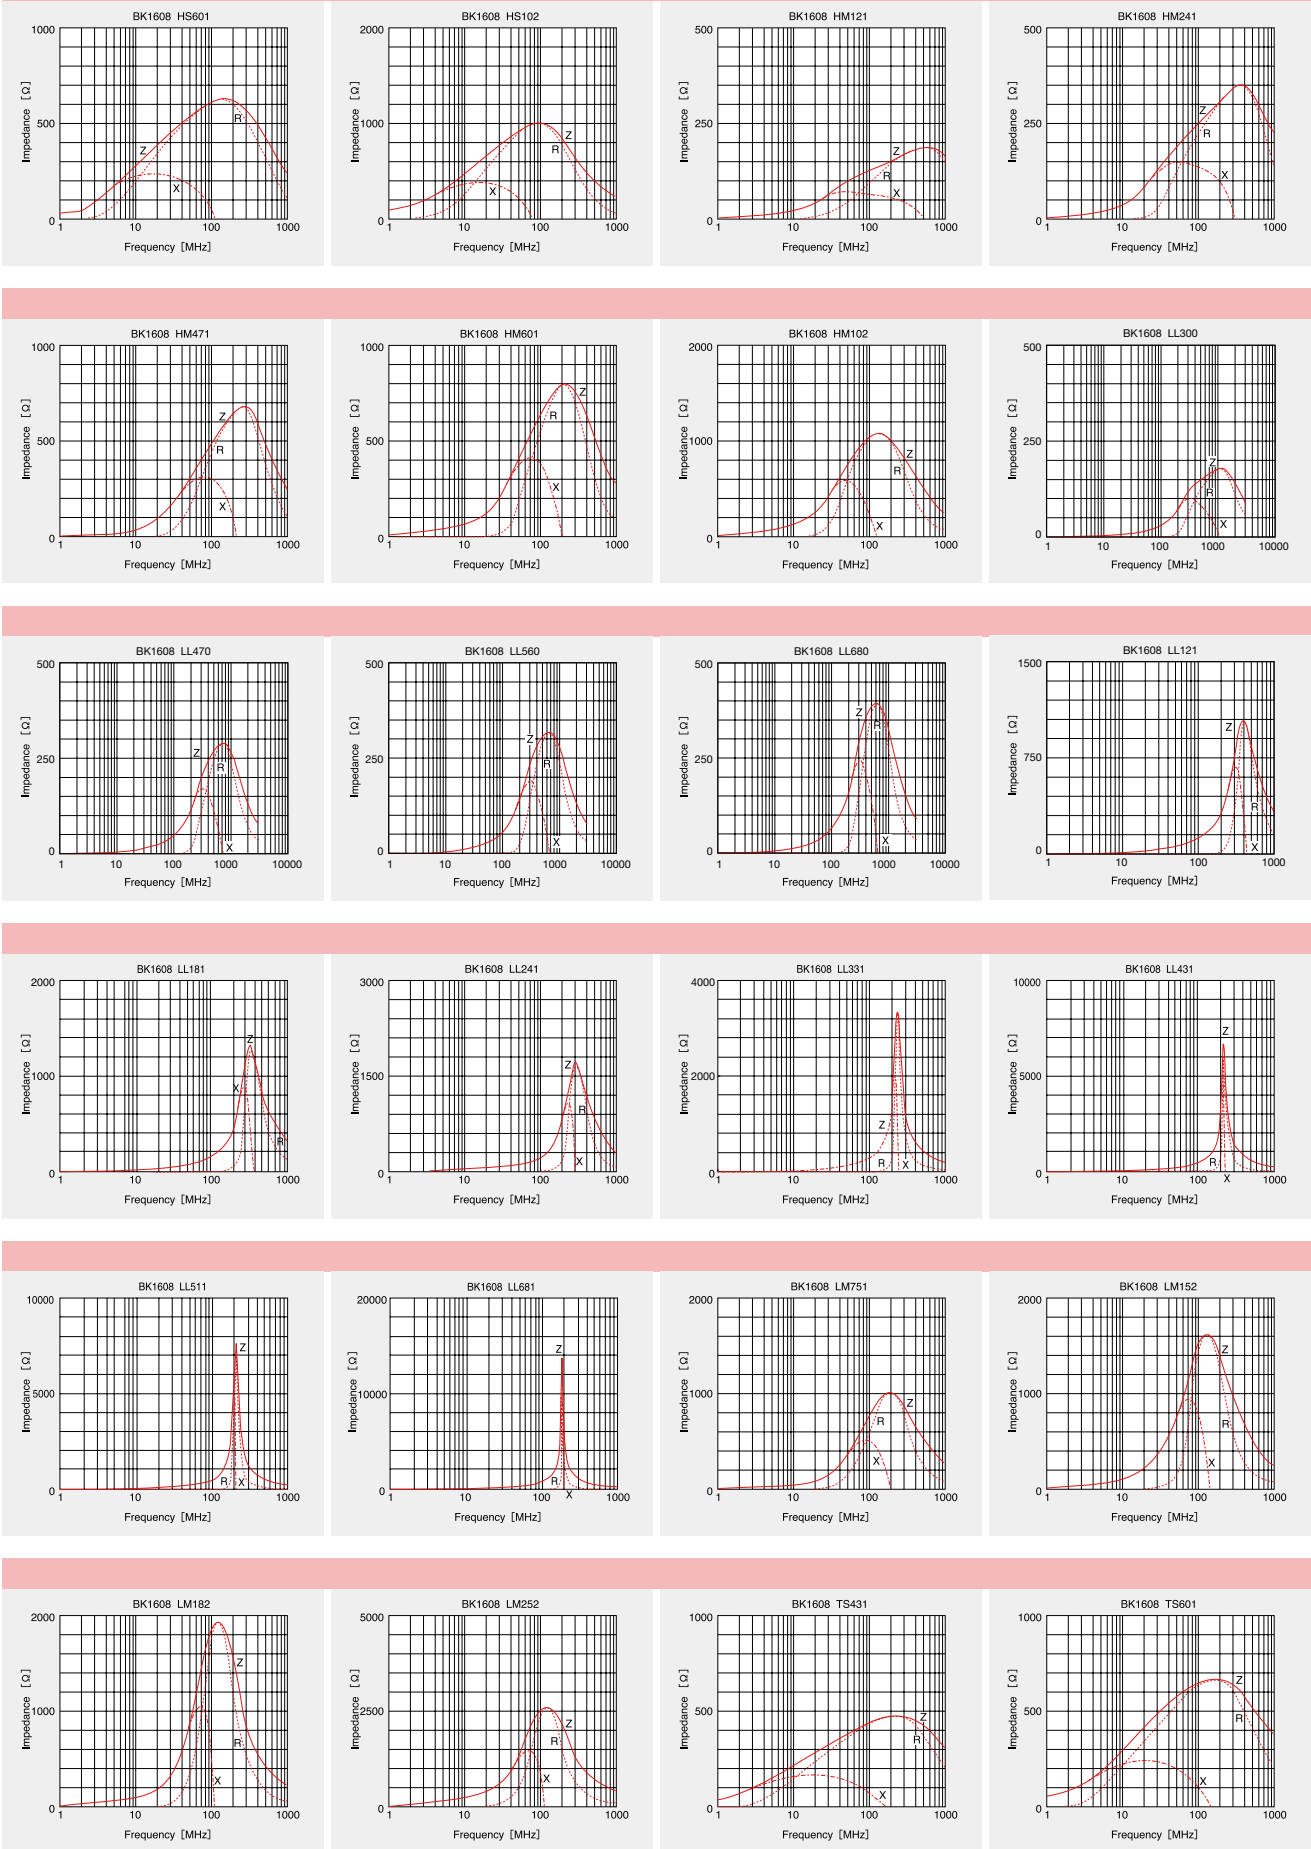 BK1608 HS601
1000
500
0
Impedance [Ω]
Z
R
X
1 10 100 1000
Frequency [MHz]
BK1608 HS102
2000
1000
0
Impedance [Ω]
Z
R
X
1 10 100 1000
Frequency [MHz]
BK1608 HM121
500
250
0
Impedance [Ω]
Z
R
X
1 10 100 1000
Frequency [MHz]
BK1608 HM241
500
250
0
Impedance [Ω]
Z
R
X
1 10 100 1000
Frequency [MHz]
BK1608 HM471
1000
500
0
Impedance [Ω]
Z
R
X
1 10 100 1000
Frequency [MHz]
BK1608 HM601
1000
500
0
Impedance [Ω]
Z
R
X
1 10 100 1000
Frequency [MHz]
BK1608 HM102
2000
1000
0
Impedance [Ω]
Z
R
X
1 10 100 1000
Frequency [MHz]
BK1608 LL300
500
250
0
Impedance [Ω]
Z
R
X
1 10 100 1000 10000
Frequency [MHz]
BK1608 LL470
500
250
0
Impedance [Ω]
Z
R
X
1 10 100 1000 10000
Frequency [MHz]
BK1608 LL560
500
250
0
Impedance [Ω]
Z
R
X
1 10 100 1000 10000
Frequency [MHz]
BK1608 LL680
500
250
0
Impedance [Ω]
Z
R
X
1 10 100 1000 10000
Frequency [MHz]
BK1608 LL121
1500
750
0
Impedance [Ω]
Z
R
X
1 10 100 1000
Frequency [MHz]
BK1608 LL181
2000
1000
0
Impedance [Ω]
Z
X
R
1 10 100 1000
Frequency [MHz]
BK1608 LL241
3000
1500
0
Impedance [Ω]
Z
R
X
1 10 100 1000
Frequency [MHz]
BK1608 LL331
4000
2000
0
Impedance [Ω]
Z
R
X
1 10 100 1000
Frequency [MHz]
BK1608 LL431
10000
5000
0
Impedance [Ω]
Z
R
X
1 10 100 1000
Frequency [MHz]
BK1608 LL511
10000
5000
0
Impedance [Ω]
Z
R
X
1 10 100 1000
Frequency [MHz]
BK1608 LL681
20000
10000
0
Impedance [Ω]
Z
R
X
1 10 100 1000
Frequency [MHz]
BK1608 LM751
2000
1000
0
Impedance [Ω]
Z
R
X
1 10 100 1000
Frequency [MHz]
BK1608 LM152
2000
1000
0
Impedance [Ω]
Z
R
X
1 10 100 1000
Frequency [MHz]
BK1608 LM182
2000
1000
0
Impedance [Ω]
Z
R
X
1 10 100 1000
Frequency [MHz]
BK1608 LM252
5000
2500
0
Impedance [Ω]
Z
R
X
1 10 100 1000
Frequency [MHz]
BK1608 TS431
1000
500
0
Impedance [Ω]
Z
R
X
1 10 100 1000
Frequency [MHz]
BK1608 TS601
1000
500
0
Impedance [Ω]
Z
R
X
1 10 100 1000
Frequency [MHz]